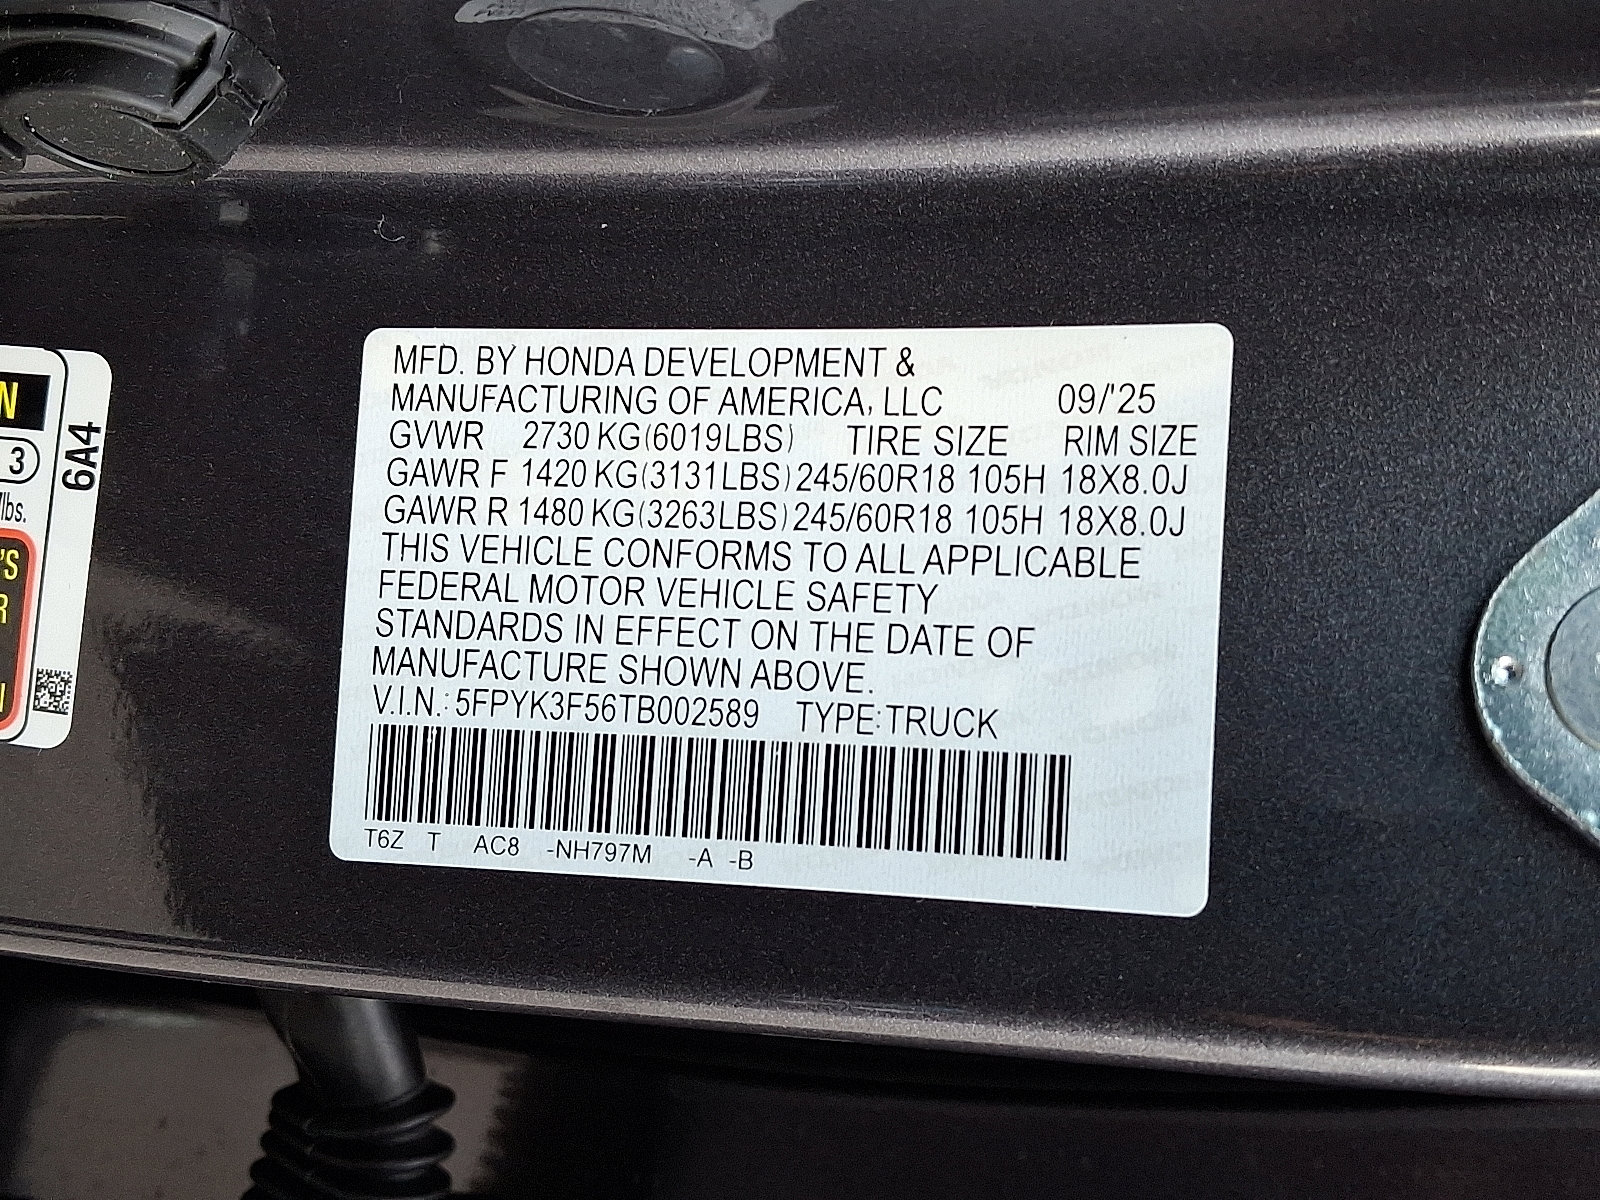 MFD. BY HONDA DEVELOPMENT &
MANUFACTURING OF AMERICA, LLC 09/'25
GVWR 2730 KG(6019LBS) TIRE SIZE RIM SIZE
GAWR F 1420 KG(3131LBS) 245/60R18 105H 18X8.0J
GAWR R 1480 KG(3263LBS) 245/60R18 105H 18X8.0J
THIS VEHICLE CONFORMS TO ALL APPLICABLE
FEDERAL MOTOR VEHICLE SAFETY
STANDARDS IN EFFECT ON THE DATE OF
MANUFACTURE SHOWN ABOVE.
V.I.N.: 5FPYK3F56TB002589 TYPE:TRUCK
T6Z T AC8 -NH797M -A -B
N
3
6A4
lbs.
'S
R
N